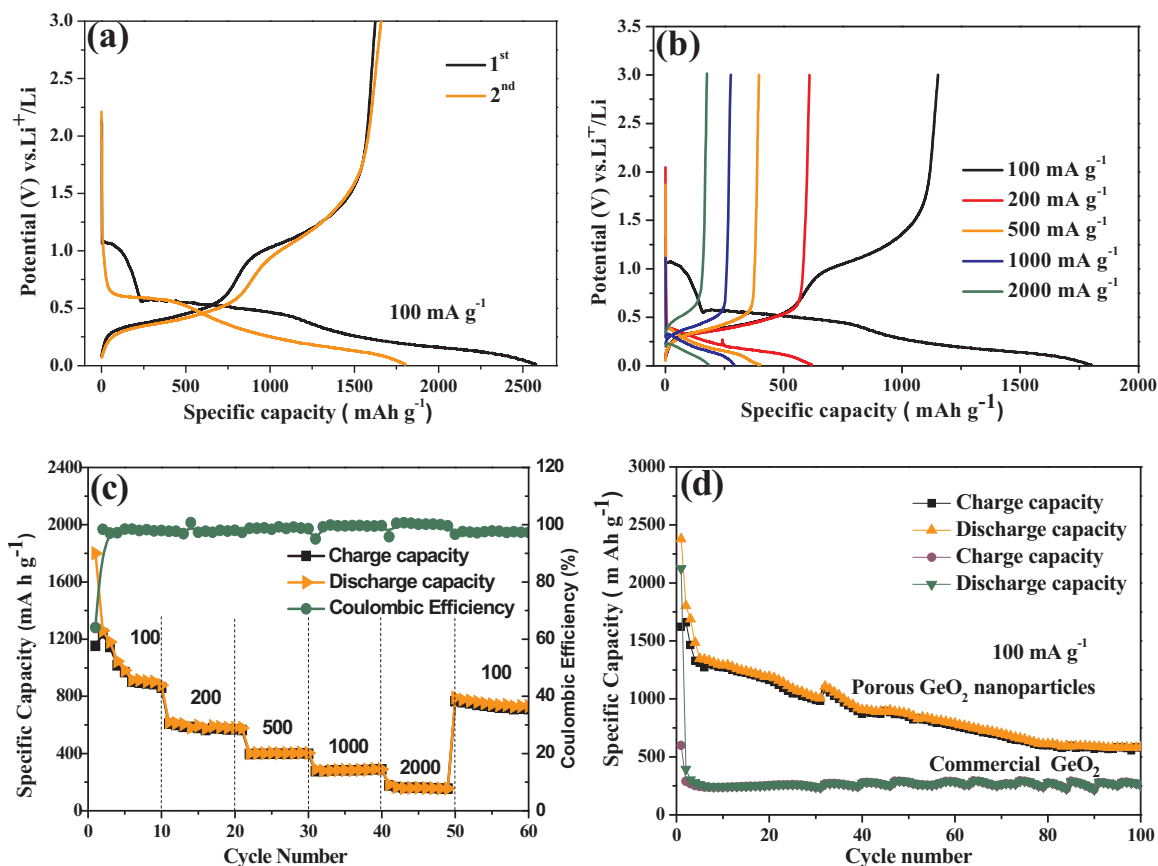 (a)
3.0
2.5
2.0
1.5
1.0
0.5
0.0
Potential (V) vs.Li⁺/Li
1st
2nd
100 mA g⁻¹
0 500 1000 1500 2000 2500
Specific capacity ( mAh g⁻¹)
(b)
3.5
3.0
2.5
2.0
1.5
1.0
0.5
0.0
Potential (V) vs.Li⁺/Li
100 mA g⁻¹
200 mA g⁻¹
500 mA g⁻¹
1000 mA g⁻¹
2000 mA g⁻¹
0 500 1000 1500 2000
Specific capacity ( mAh g⁻¹)
(c)
2400
2000
1600
1200
800
400
0
Specific Capacity (mA h g⁻¹)
120
100
80
60
40
20
0
Coulombic Efficiency (%)
Charge capacity
Discharge capacity
Coulombic Efficiency
100
200
500
1000
2000
100
0 10 20 30 40 50 60
Cycle Number
(d)
3000
2500
2000
1500
1000
500
0
Specific Capacity ( m Ah g⁻¹)
Charge capacity
Discharge capacity
Charge capacity
Discharge capacity
100 mA g⁻¹
Porous GeO₂ nanoparticles
Commercial GeO₂
0 20 40 60 80 100
Cycle number